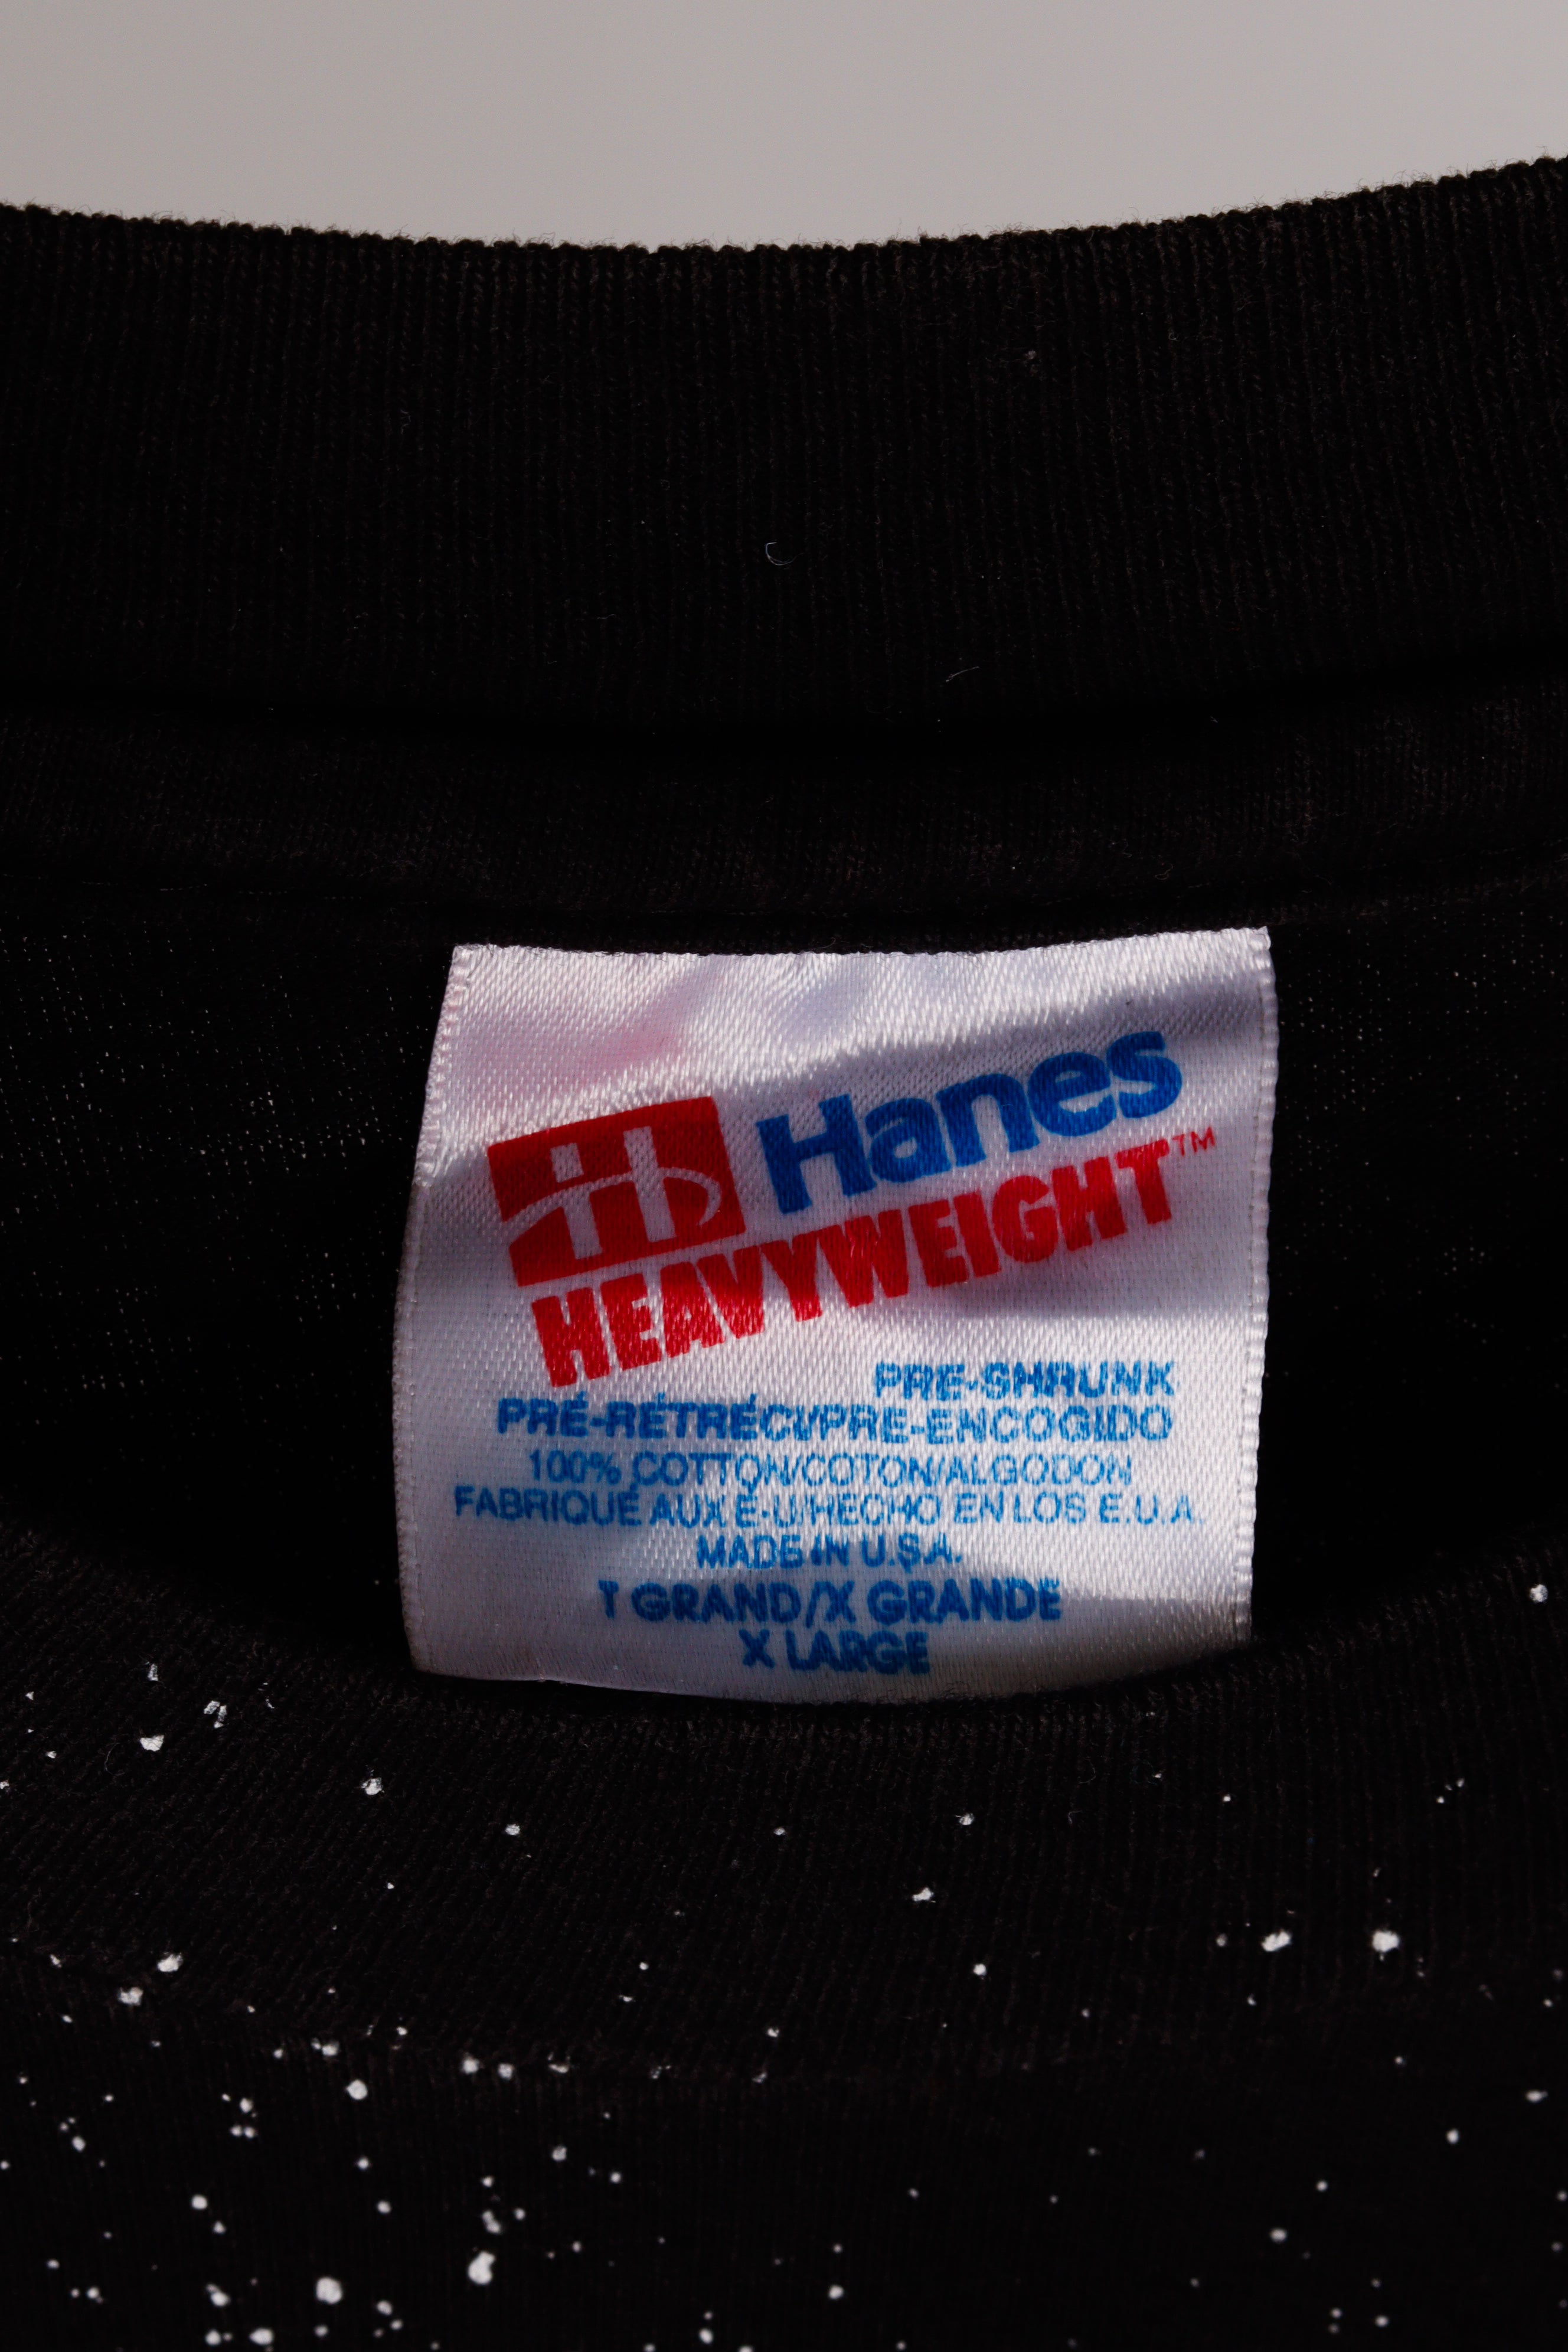 Hanes
HEAVYWEIGHT™
PRE-SHRUNK
PRÉ-RÉTRÉCI/PRE-ENCOGIDO
100% COTTON/COTON/ALGODON
FABRIQUÉ AUX É-U/HECHO EN LOS E.U.A.
MADE IN U.S.A.
T GRAND/X GRANDE
X LARGE